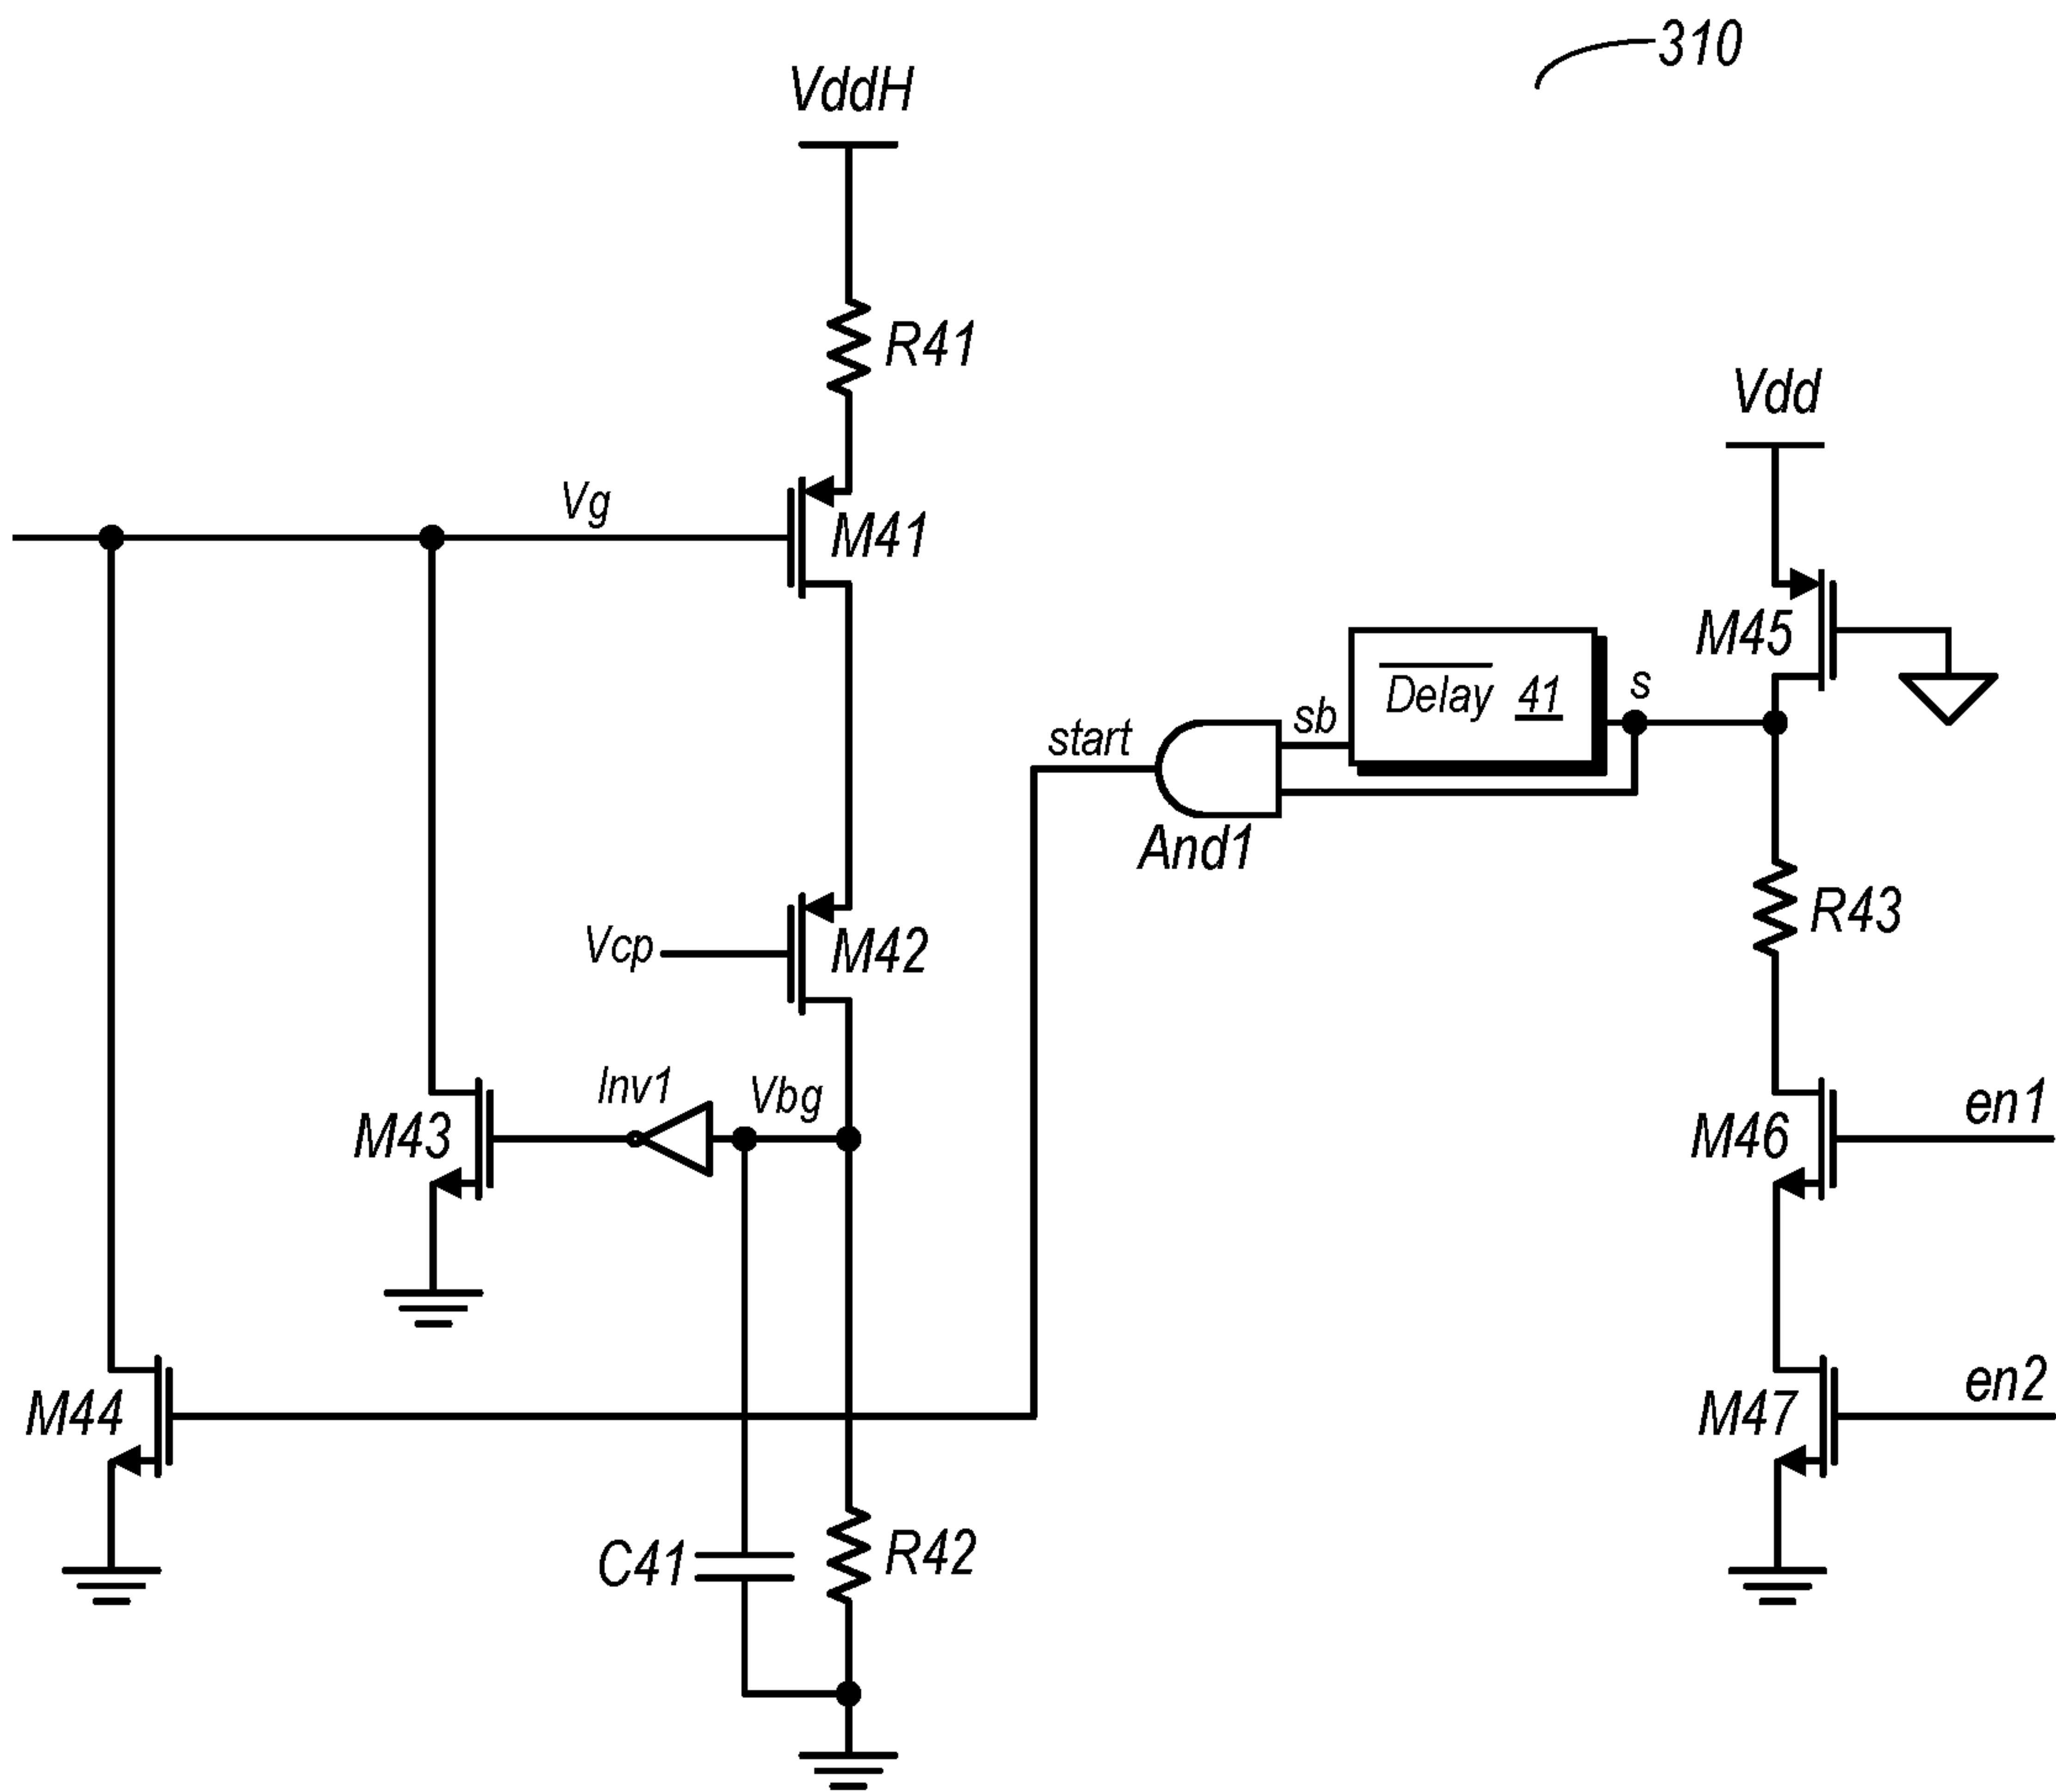 310
VddH
R41
Vdd
Vg
M41
M45
Delay 41
s
sb
start
And1
R43
Vcp
M42
Inv1
Vbg
en1
M43
M46
en2
M44
M47
C41
R42